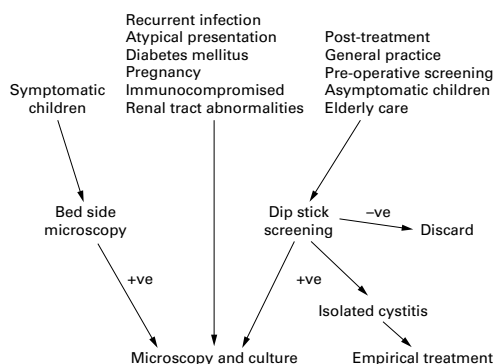 Symptomatic
children
Recurrent infection
Atypical presentation
Diabetes mellitus
Pregnancy
Immunocompromised
Renal tract abnormalities
Post-treatment
General practice
Pre-operative screening
Asymptomatic children
Elderly care
Bed side
microscopy
Dip stick
screening
–ve
Discard
+ve
+ve
Isolated cystitis
Microscopy and culture
Empirical treatment